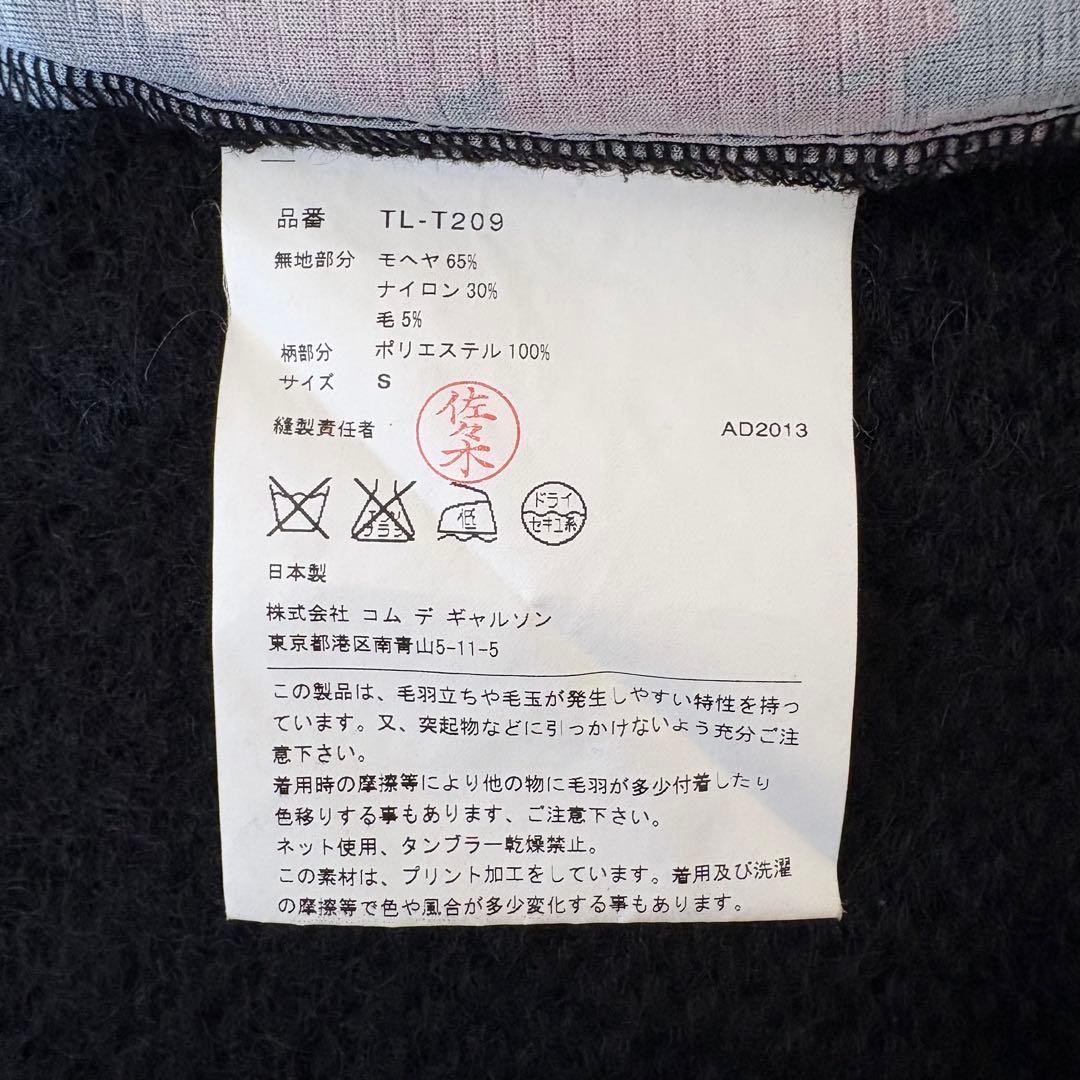 品番 TL-T209
無地部分 モヘヤ 65%
ナイロン 30%
毛 5%
柄部分 ポリエステル 100%
サイズ S
縫製責任者 佐々木 AD2013
エンソ
サラシ
低
ドライ
セキユ系
日本製
株式会社 コム デ ギャルソン
東京都港区南青山5-11-5
この製品は、毛羽立ちや毛玉が発生しやすい特性を持っ
ています。又、突起物などに引っかけないよう充分ご注
意下さい。
着用時の摩擦等により他の物に毛羽が多少付着したり
色移りする事もあります、ご注意下さい。
ネット使用、タンブラー乾燥禁止。
この素材は、プリント加工をしています。着用及び洗濯
の摩擦等で色や風合が多少変化する事もあります。